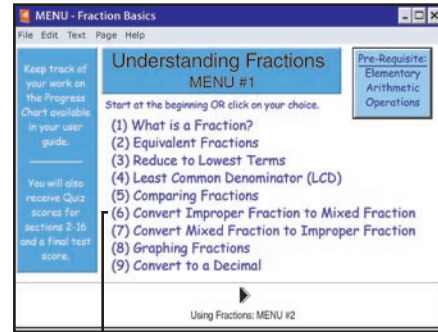 MENU - Fraction Basics
File Edit Text Page Help
Keep track of
your work on
the Progress
Chart available
in your user
guide.
You will also
receive Quiz
scores for
sections 2-16
and a final test
score.
Understanding Fractions
MENU #1
Pre-Requisite:
Elementary
Arithmetic
Operations
Start at the beginning OR click on your choice.
(1) What is a Fraction?
(2) Equivalent Fractions
(3) Reduce to Lowest Terms
(4) Least Common Denominator (LCD)
(5) Comparing Fractions
(6) Convert Improper Fraction to Mixed Fraction
(7) Convert Mixed Fraction to Improper Fraction
(8) Graphing Fractions
(9) Convert to a Decimal
Using Fractions: MENU #2